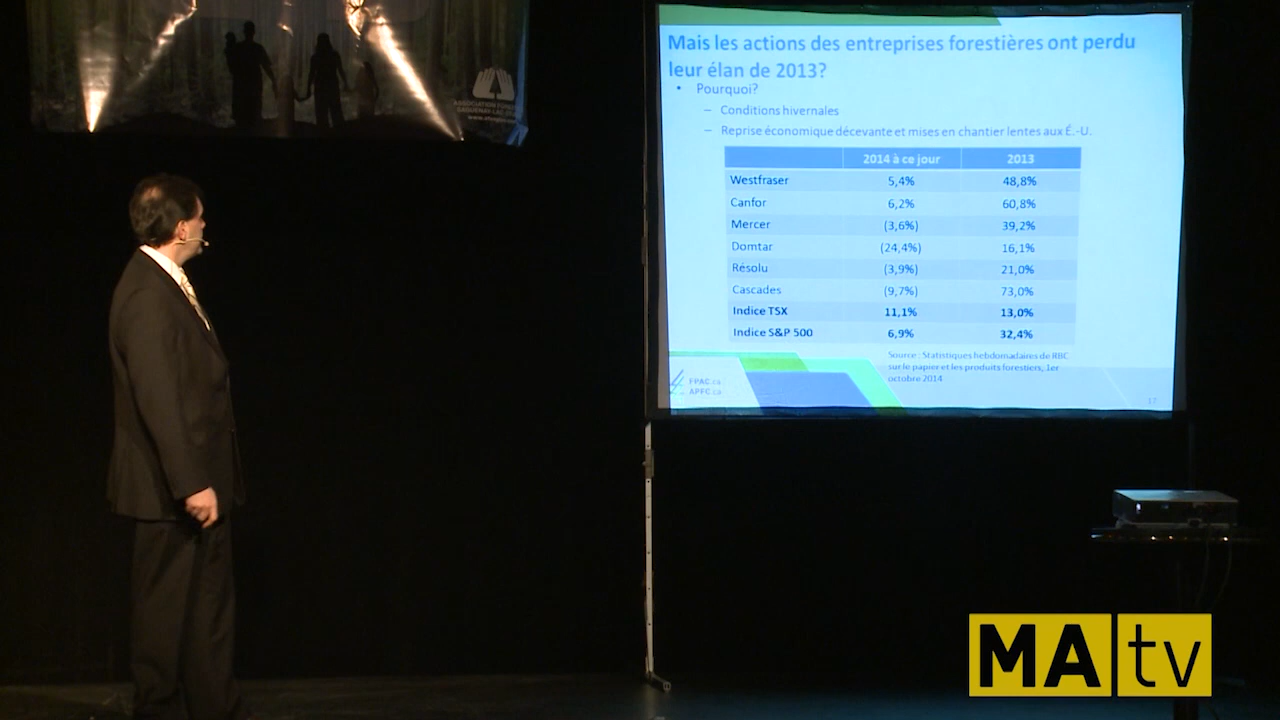 Mais les actions des entreprises forestières ont perdu
leur élan de 2013?
• Pourquoi?
– Conditions hivernales
– Reprise économique décevante et mises en chantier lentes aux É.-U.
2014 à ce jour 2013
Westfraser 5,4% 48,8%
Canfor 6,2% 60,8%
Mercer (3,6%) 39,2%
Domtar (24,4%) 16,1%
Résolu (3,9%) 21,0%
Cascades (9,7%) 73,0%
Indice TSX 11,1% 13,0%
Indice S&P 500 6,9% 32,4%
Source : Statistiques hebdomadaires de RBC
sur le papier et les produits forestiers, 1er
octobre 2014
FPAC.ca
APFC.ca
17
ASSOCIATION
MAtv